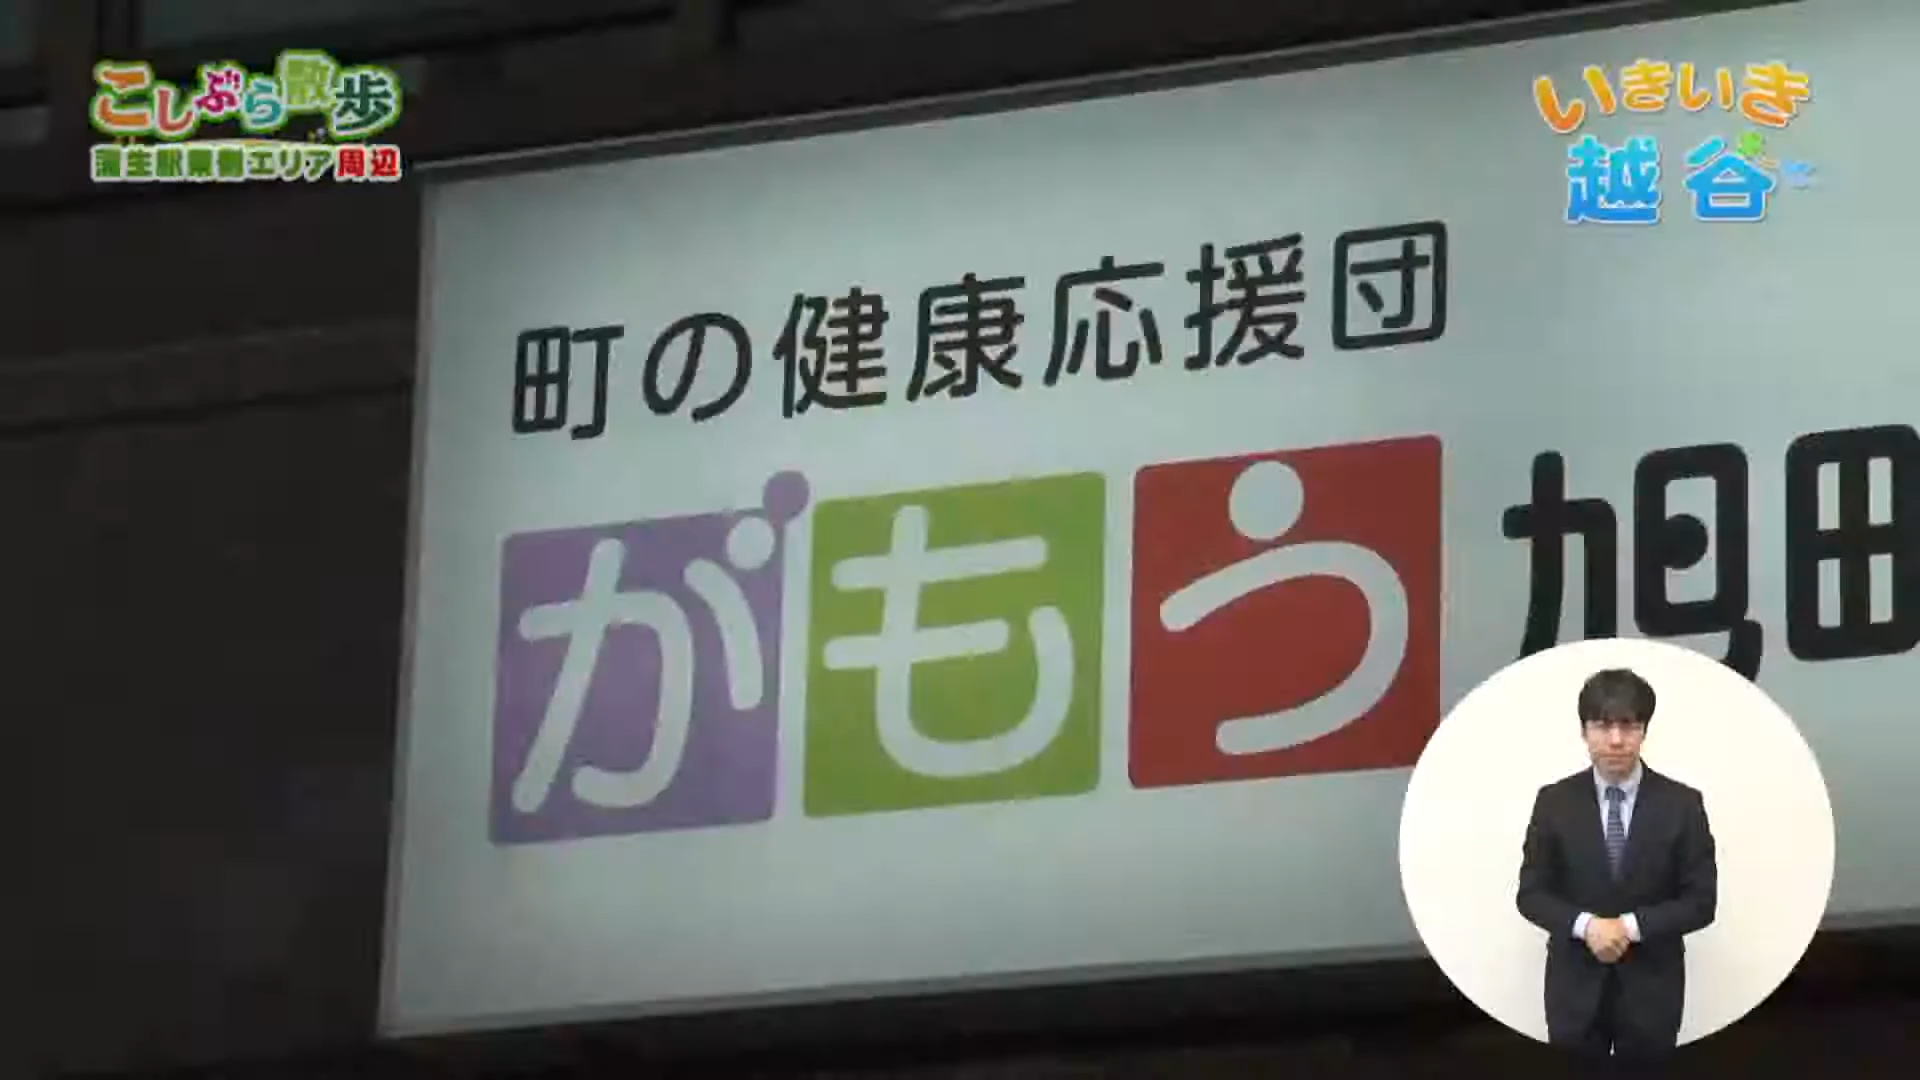 こしぶら散歩
蒲生駅東側エリア周辺
いきいき
越谷
町の健康応援団
がもう旭町